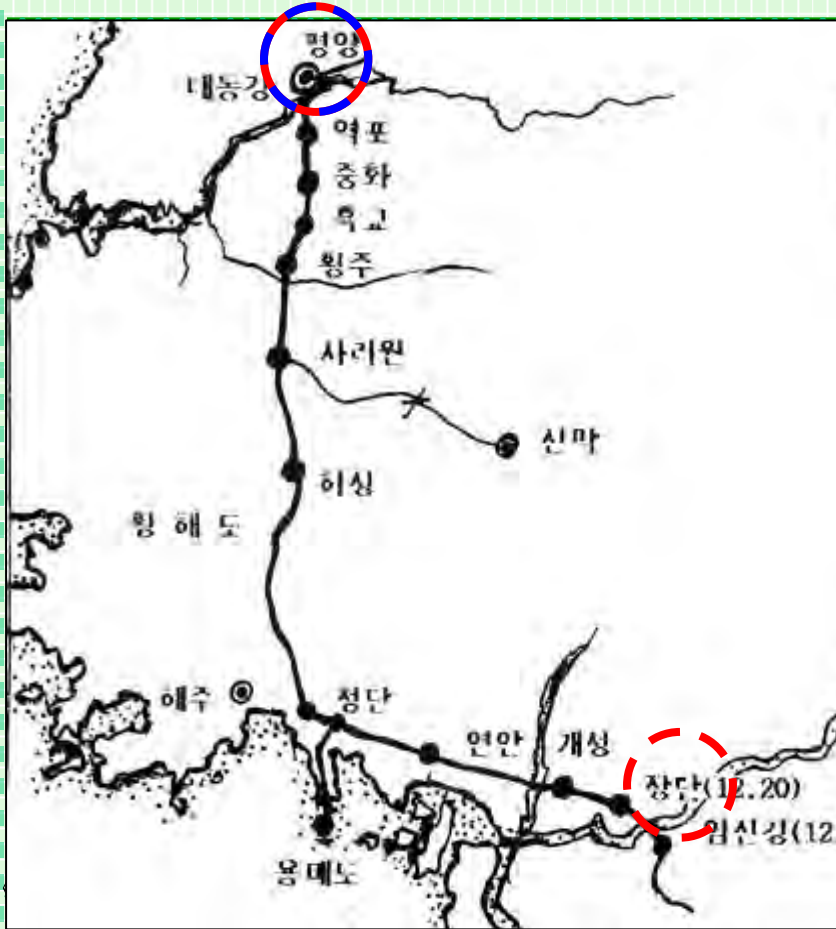 평양
대동강
역포
중화
흑교
황주
사리원
신막
황해도
해주
청단
연안
개성
장단(12.20)
임진강(12
용매도